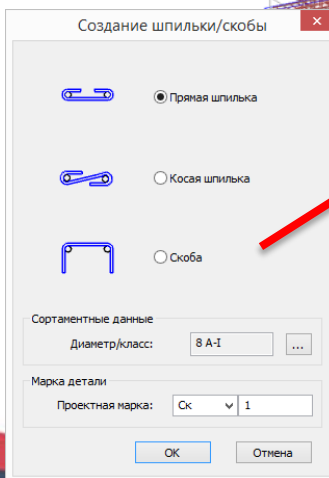 Создание шпильки/скобы
Прямая шпилька
Косая шпилька
Скоба
Сортаментные данные
Диаметр/класс: 8 A-I ...
Марка детали
Проектная марка: Ск 1
OK Отмена